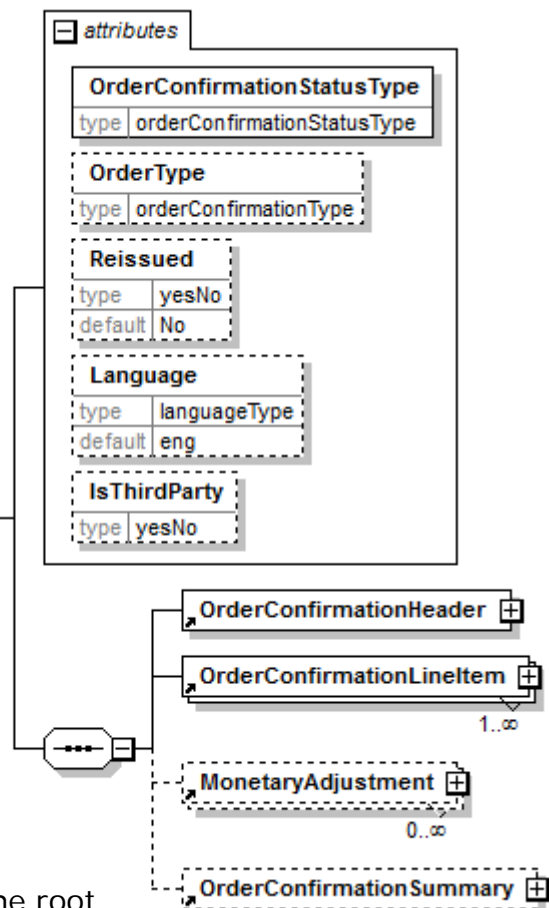 attributes
OrderConfirmationStatusType
type orderConfirmationStatusType
OrderType
type orderConfirmationType
Reissued
type yesNo
default No
Language
type languageType
default eng
IsThirdParty
type yesNo
OrderConfirmationHeader
OrderConfirmationLineItem
1..∞
MonetaryAdjustment
0..∞
OrderConfirmationSummary
root